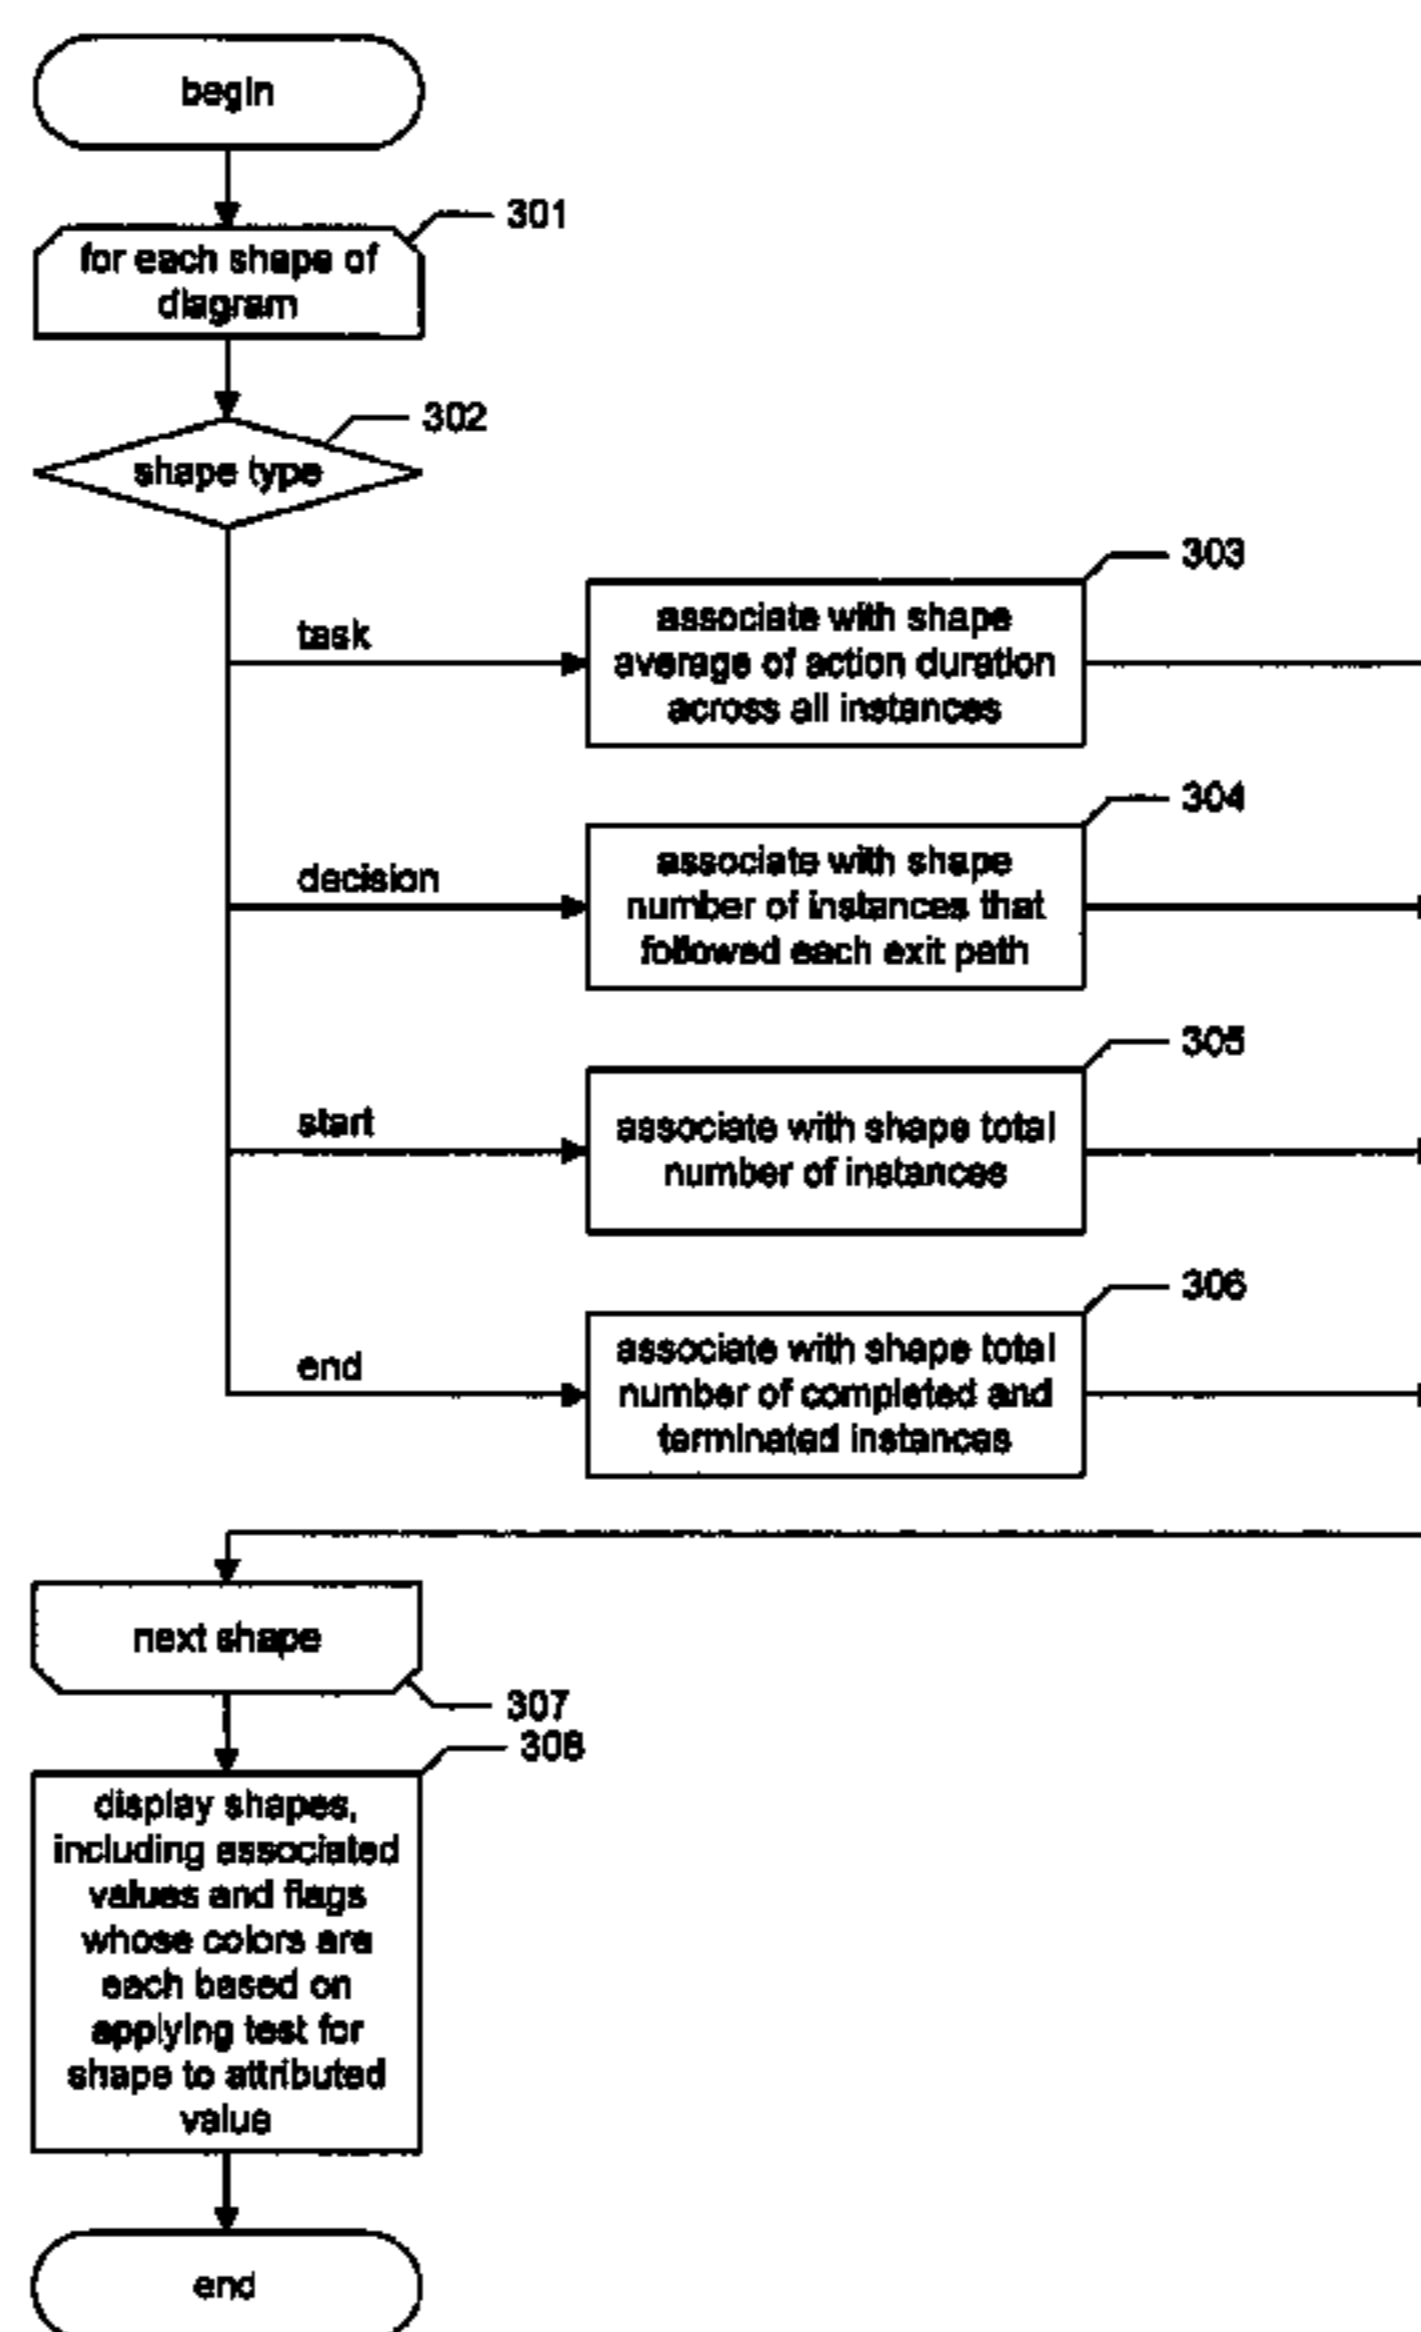 begin
301
for each shape of
diagram
302
shape type
303
task
associate with shape
average of action duration
across all instances
304
decision
associate with shape
number of instances that
followed each exit path
305
start
associate with shape total
number of instances
306
end
associate with shape total
number of completed and
terminated instances
next shape
307
308
display shapes,
including associated
values and flags
whose colors are
each based on
applying test for
shape to attributed
value
end